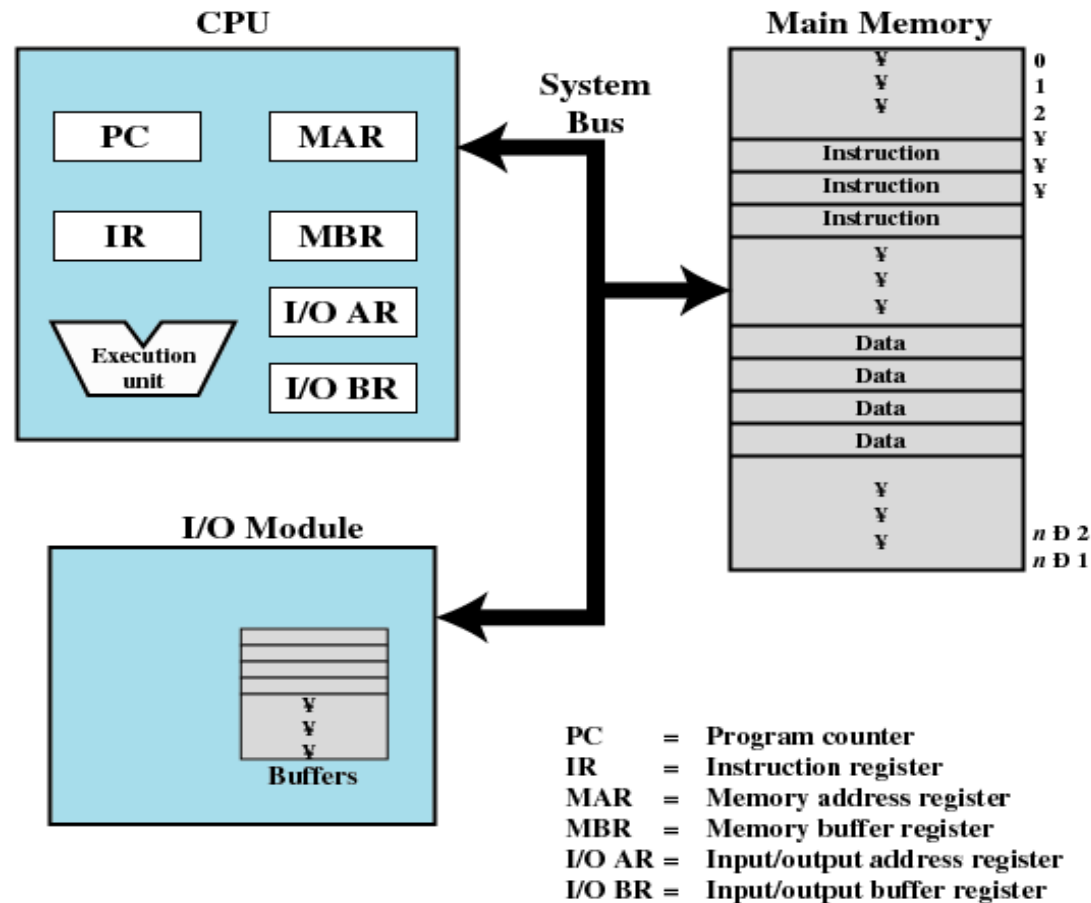 CPU
PC
MAR
IR
MBR
I/O AR
I/O BR
Execution
unit
System
Bus
Main Memory
¥
¥
¥
Instruction
Instruction
Instruction
¥
¥
¥
Data
Data
Data
Data
¥
¥
¥
0
1
2
¥
¥
¥
n Ð 2
n Ð 1
I/O Module
¥
¥
¥
Buffers
PC = Program counter
IR = Instruction register
MAR = Memory address register
MBR = Memory buffer register
I/O AR = Input/output address register
I/O BR = Input/output buffer register